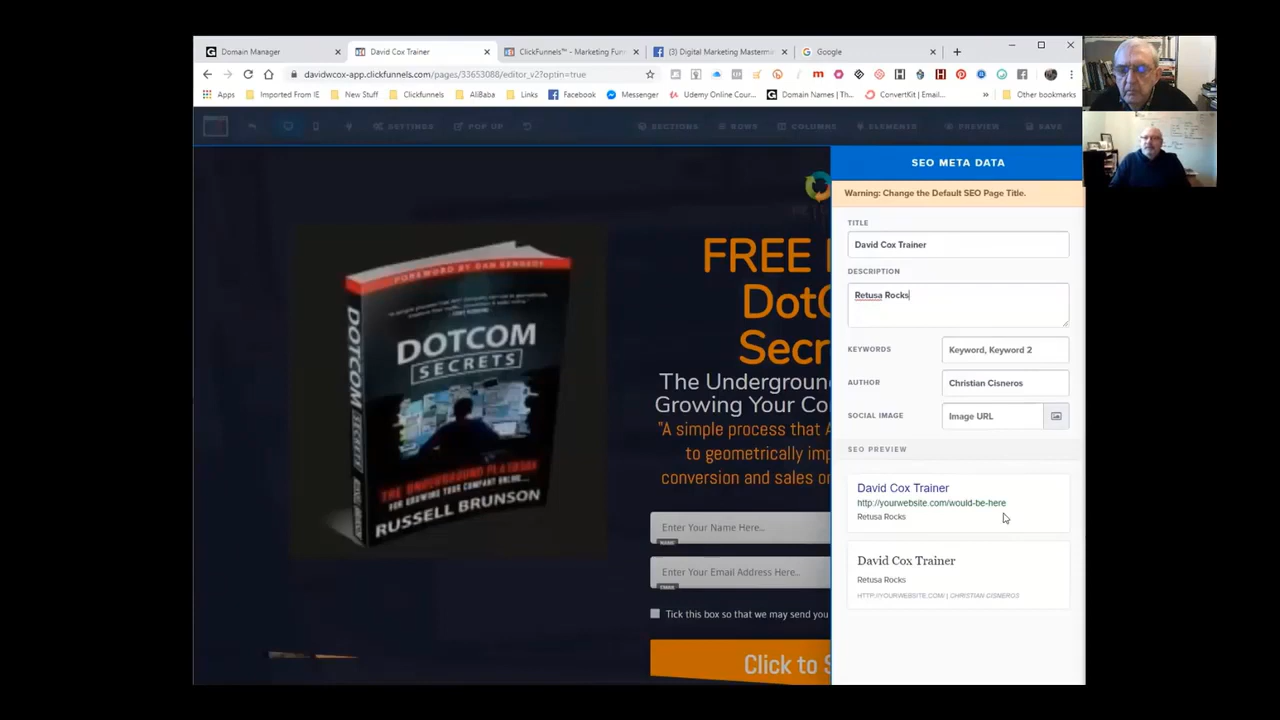 Domain Manager
David Cox Trainer
ClickFunnels™ - Marketing Fun
(3) Digital Marketing Masterm
Google
davidwcox-app.clickfunnels.com/pages/33653088/editor_v2?optin=true
Apps
Imported From IE
New Stuff
Clickfunnels
AliBaba
Links
Facebook
Messenger
Udemy Online Cour...
Domain Names | Th...
ConvertKit | Email...
Other bookmarks
SETTINGS
POP UP
SECTIONS
ROWS
COLUMNS
ELEMENTS
PREVIEW
SAVE
SEO META DATA
Warning: Change the Default SEO Page Title.
TITLE
David Cox Trainer
DESCRIPTION
Retusa Rocks
KEYWORDS
Keyword, Keyword 2
AUTHOR
Christian Cisneros
SOCIAL IMAGE
Image URL
SEO PREVIEW
David Cox Trainer
http://yourwebsite.com/would-be-here
Retusa Rocks
David Cox Trainer
Retusa Rocks
HTTP://YOURWEBSITE.COM/ | CHRISTIAN CISNEROS
FOREWORD BY DAN KENNEDY
DOTCOM
SECRETS
THE UNDERGROUND PLAYBOOK
FOR GROWING YOUR COMPANY ONLINE...
RUSSELL BRUNSON
DOTCOM SECRETS
FREE
DotC
Secr
The Underground
Growing Your Co
"A simple process that A
to geometrically imp
conversion and sales o
Enter Your Name Here...
NAME
Enter Your Email Address Here...
EMAIL
Tick this box so that we may send you
Click to S